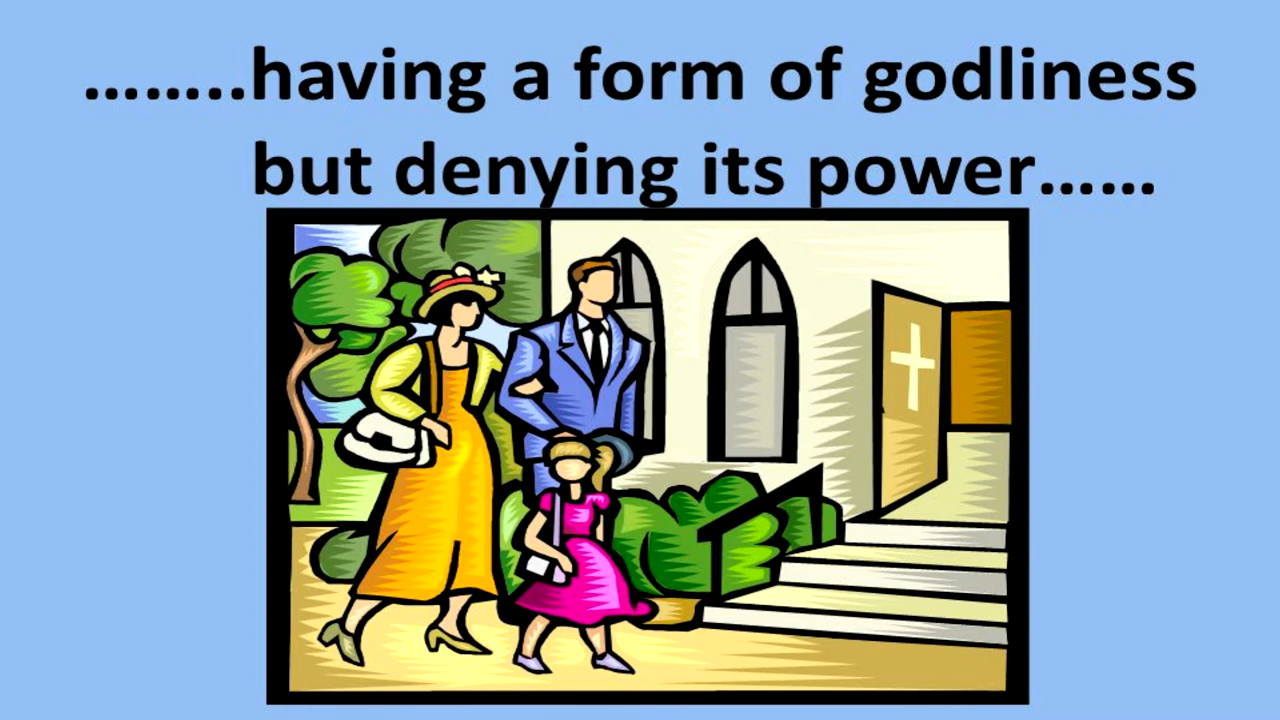 ……..having a form of godliness
but denying its power……